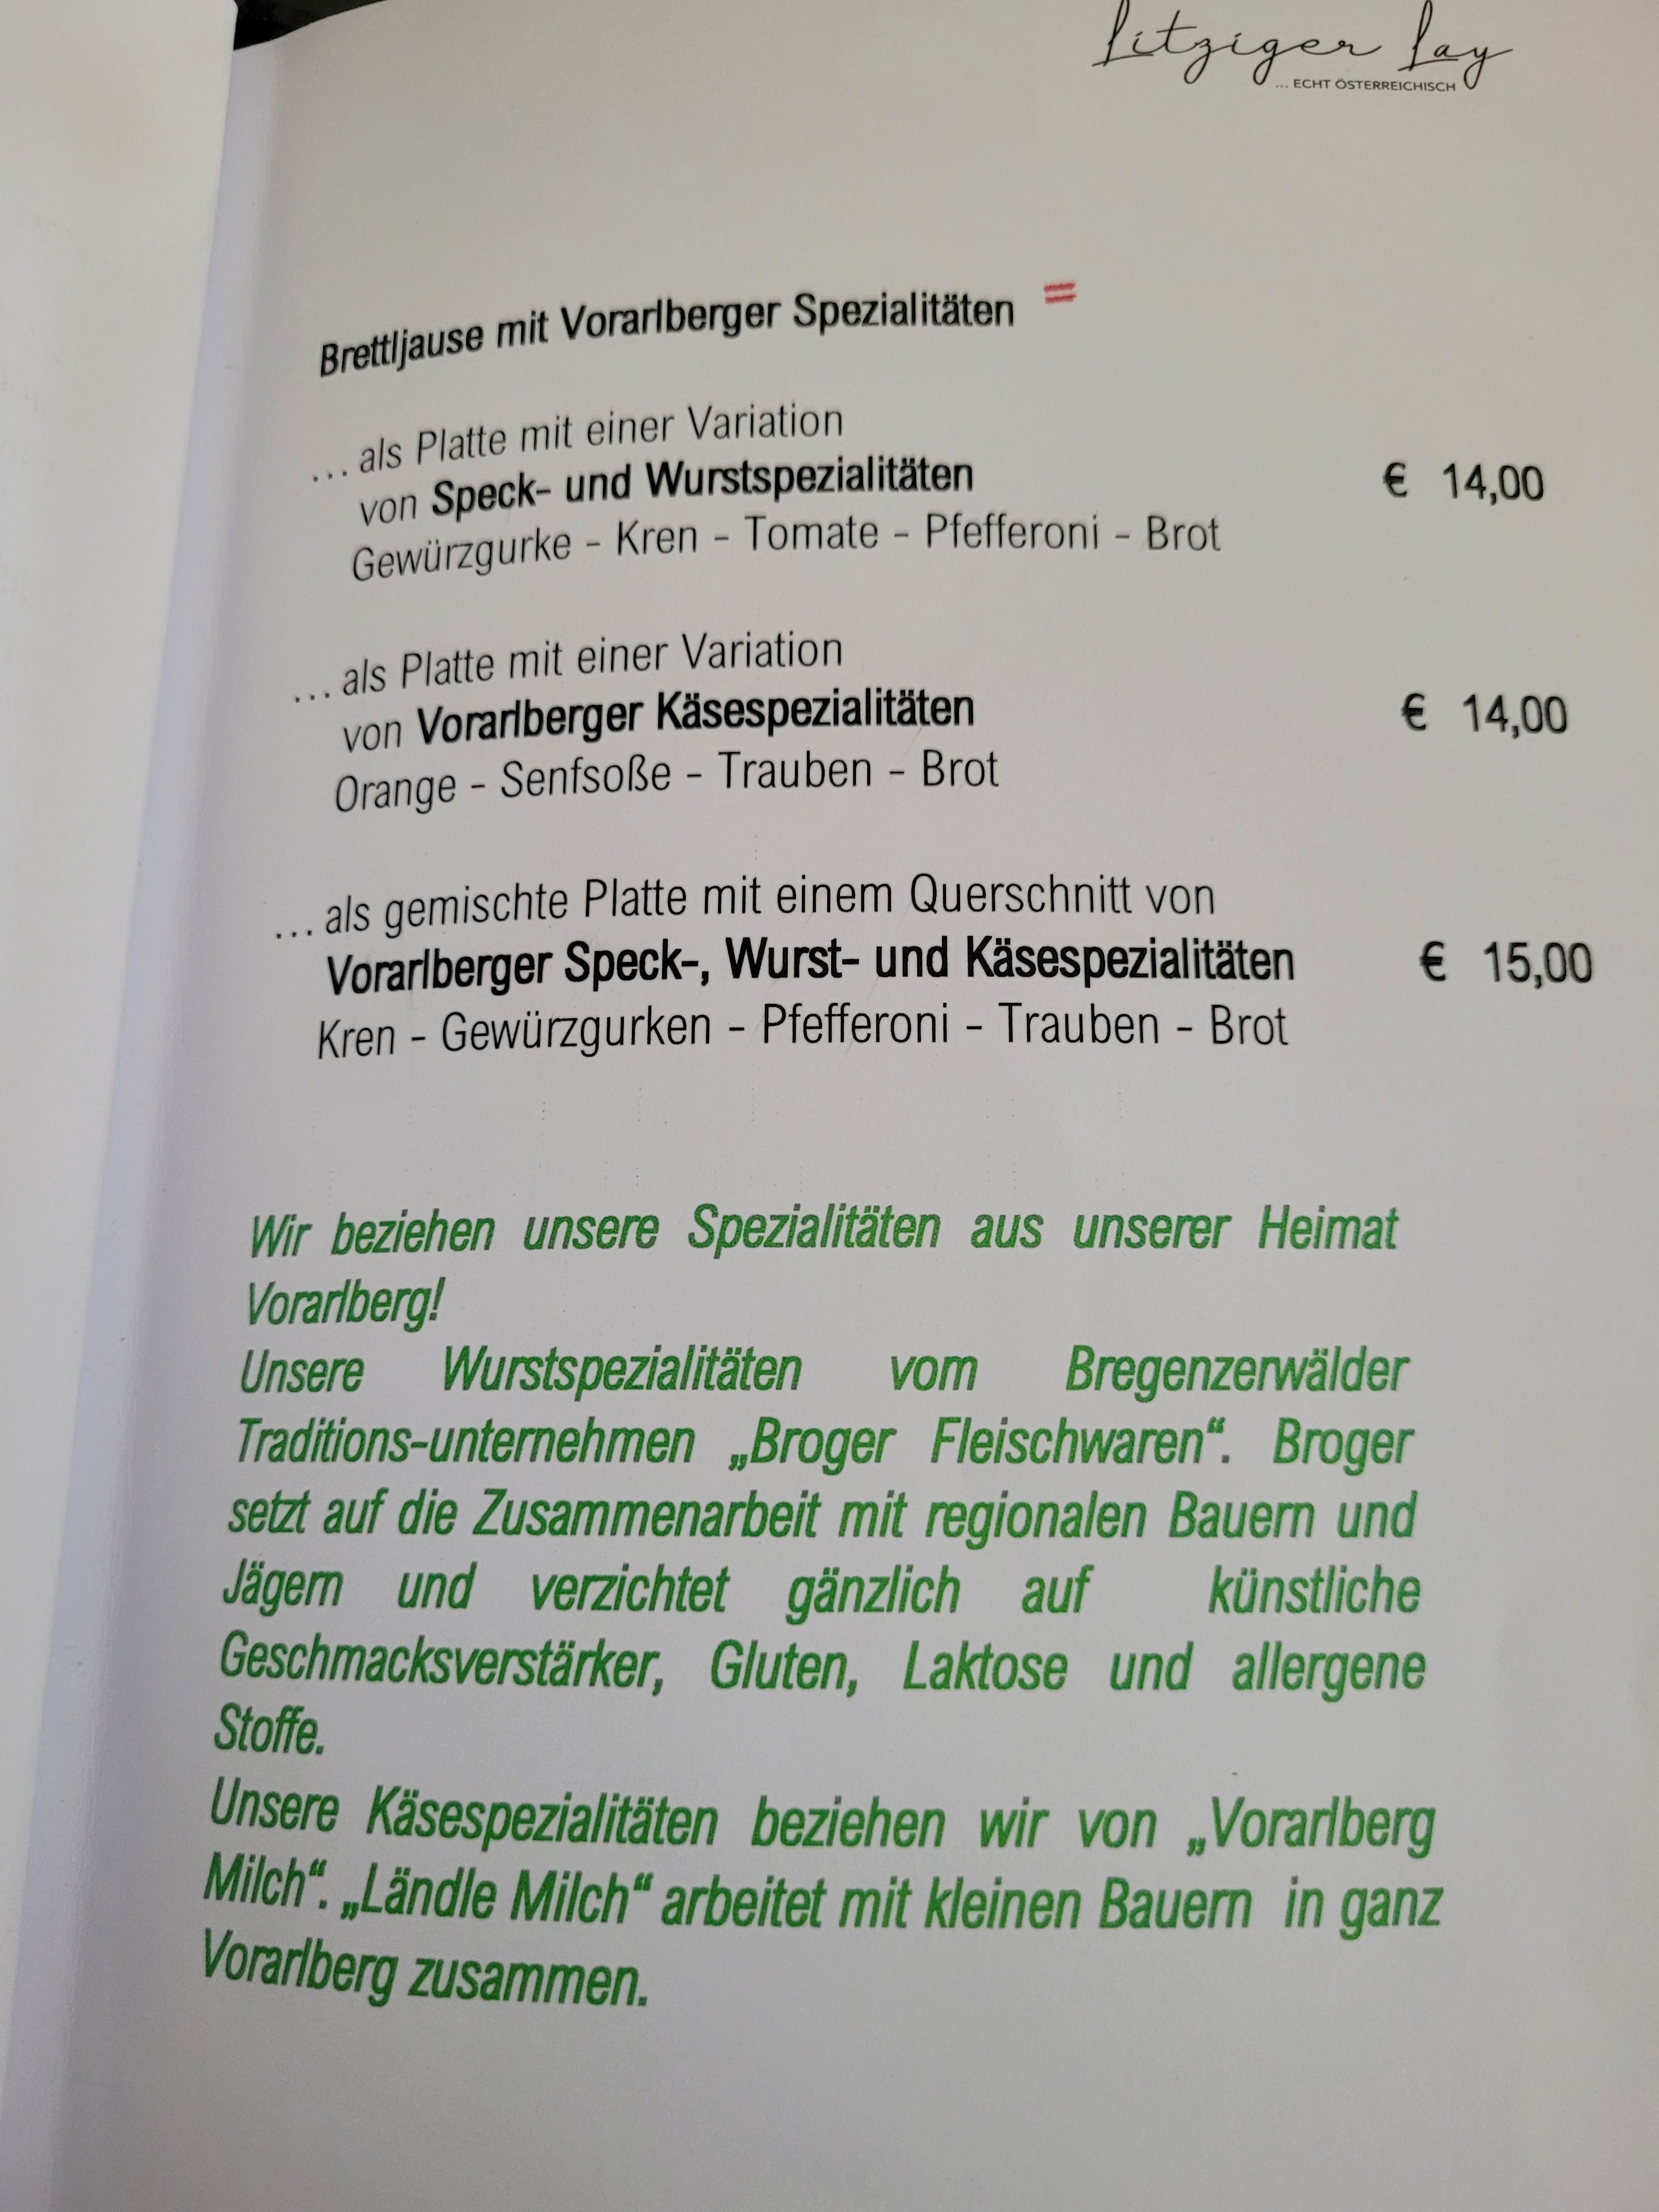 Litziger Lay
... ECHT ÖSTERREICHISCH
Brettljause mit Vorarlberger Spezialitäten
... als Platte mit einer Variation
von Speck- und Wurstspezialitäten € 14,00
Gewürzgurke - Kren - Tomate - Pfefferoni - Brot
... als Platte mit einer Variation
von Vorarlberger Käsespezialitäten € 14,00
Orange - Senfsoße - Trauben - Brot
... als gemischte Platte mit einem Querschnitt von
Vorarlberger Speck-, Wurst- und Käsespezialitäten € 15,00
Kren - Gewürzgurken - Pfefferoni - Trauben - Brot
Wir beziehen unsere Spezialitäten aus unserer Heimat
Vorarlberg!
Unsere Wurstspezialitäten vom Bregenzerwälder
Traditions-unternehmen „Broger Fleischwaren“. Broger
setzt auf die Zusammenarbeit mit regionalen Bauern und
Jägern und verzichtet gänzlich auf künstliche
Geschmacksverstärker, Gluten, Laktose und allergene
Stoffe.
Unsere Käsespezialitäten beziehen wir von „Vorarlberg
Milch“. „Ländle Milch“ arbeitet mit kleinen Bauern in ganz
Vorarlberg zusammen.